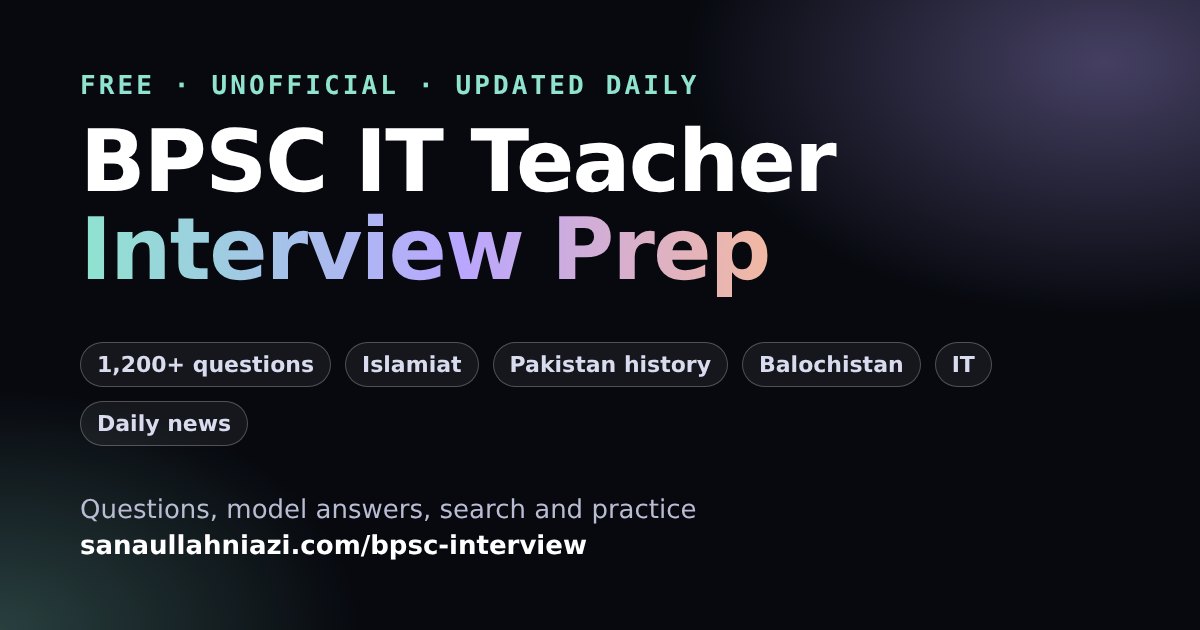 FREE · UNOFFICIAL · UPDATED DAILY
BPSC IT Teacher
Interview Prep
1,200+ questions Islamiat Pakistan history Balochistan IT
Daily news
Questions, model answers, search and practice
sanaullahniazi.com/bpsc-interview